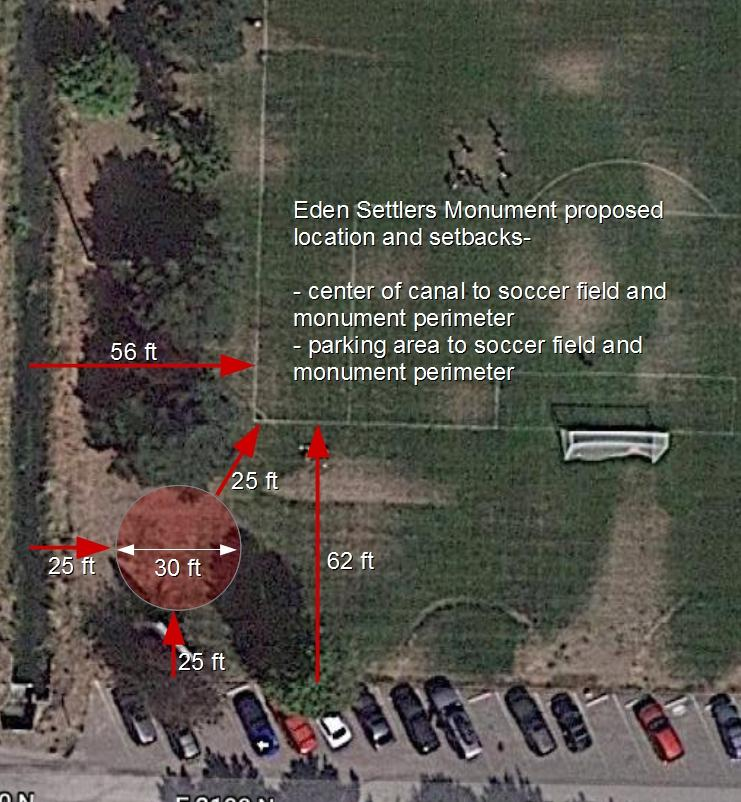 Eden Settlers Monument proposed
location and setbacks-
- center of canal to soccer field and
monument perimeter
- parking area to soccer field and
monument perimeter
56 ft
25 ft
25 ft
30 ft
62 ft
25 ft